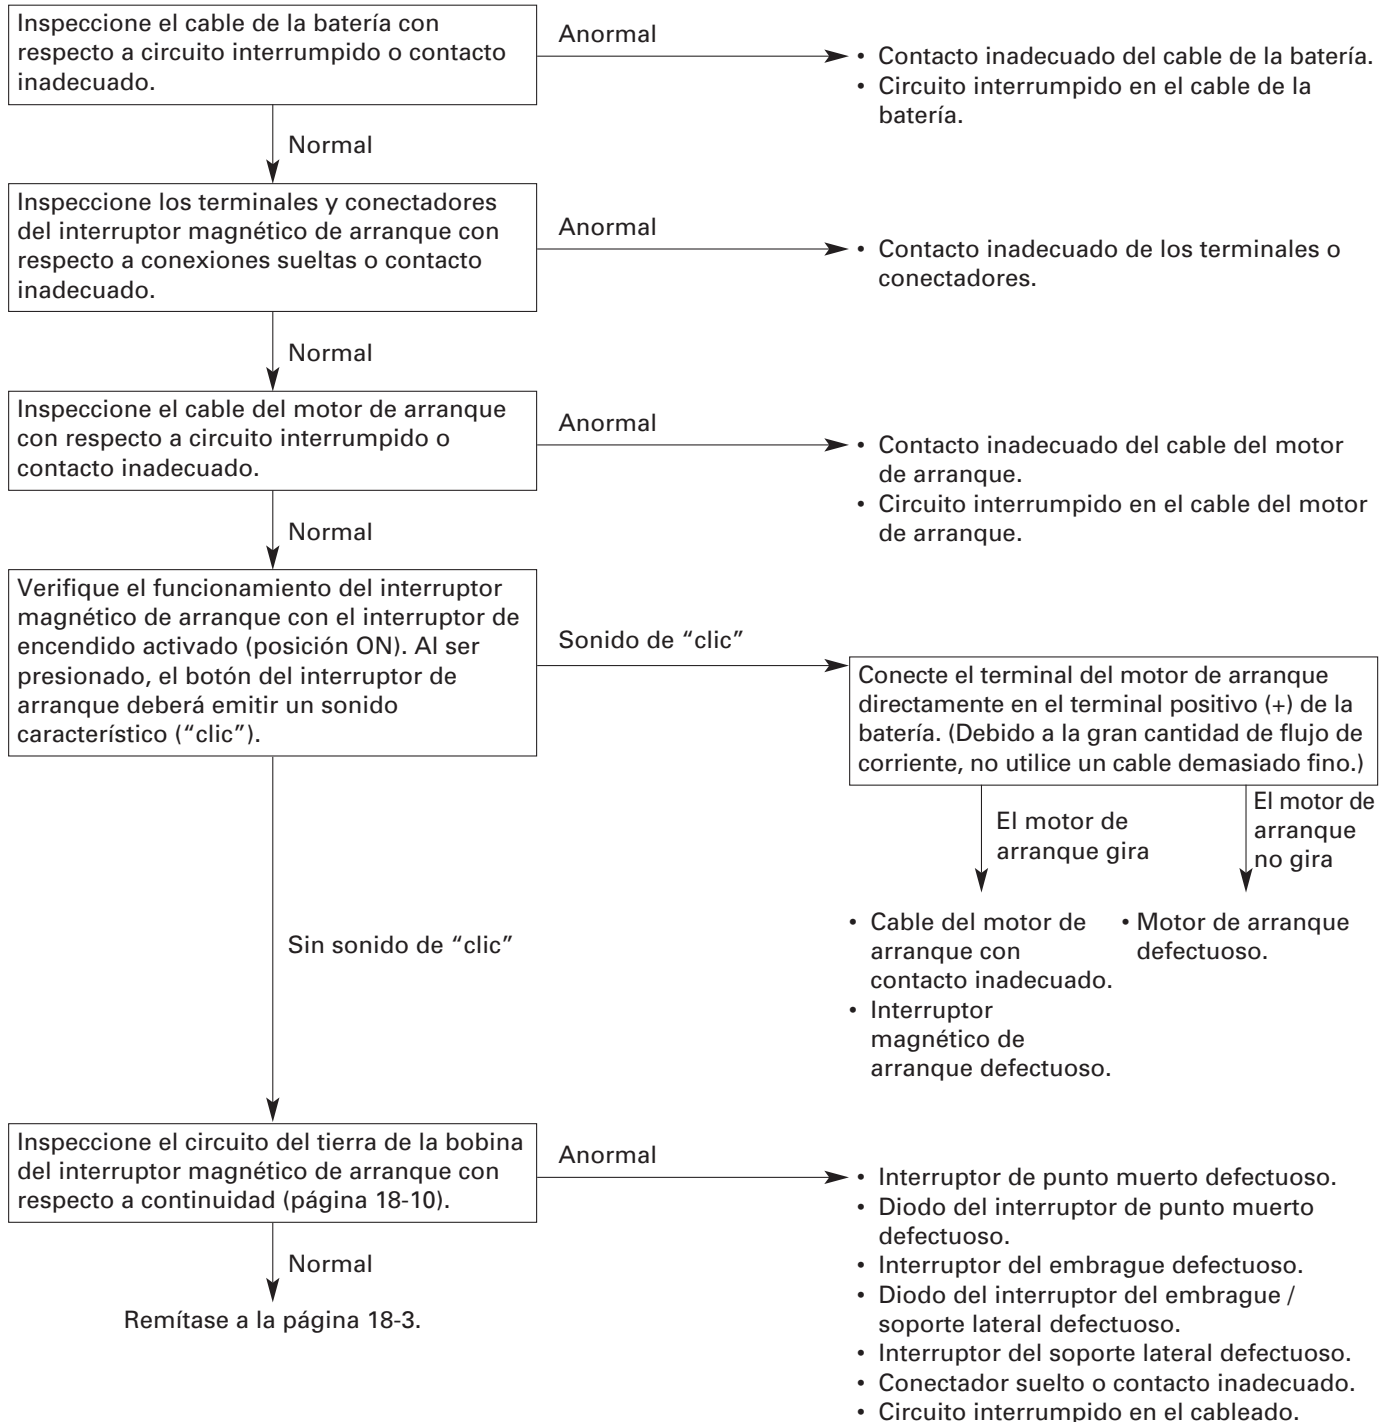 Inspeccione el cable de la batería con
respecto a circuito interrumpido o contacto
inadecuado.
Anormal
• Contacto inadecuado del cable de la batería.
• Circuito interrumpido en el cable de la
batería.
Normal
Inspeccione los terminales y conectadores
del interruptor magnético de arranque con
respecto a conexiones sueltas o contacto
inadecuado.
Anormal
• Contacto inadecuado de los terminales o
conectadores.
Normal
Inspeccione el cable del motor de arranque
con respecto a circuito interrumpido o
contacto inadecuado.
Anormal
• Contacto inadecuado del cable del motor
de arranque.
• Circuito interrumpido en el cable del motor
de arranque.
Normal
Verifique el funcionamiento del interruptor
magnético de arranque con el interruptor de
encendido activado (posición ON). Al ser
presionado, el botón del interruptor de
arranque deberá emitir un sonido
característico (“clic”).
Sonido de “clic”
Conecte el terminal del motor de arranque
directamente en el terminal positivo (+) de la
batería. (Debido a la gran cantidad de flujo de
corriente, no utilice un cable demasiado fino.)
El motor de
arranque gira
El motor de
arranque
no gira
• Cable del motor de
arranque con
contacto inadecuado.
• Interruptor
magnético de
arranque defectuoso.
• Motor de arranque
defectuoso.
Sin sonido de “clic”
Inspeccione el circuito del tierra de la bobina
del interruptor magnético de arranque con
respecto a continuidad (página 18-10).
Anormal
• Interruptor de punto muerto defectuoso.
• Diodo del interruptor de punto muerto
defectuoso.
• Interruptor del embrague defectuoso.
• Diodo del interruptor del embrague /
soporte lateral defectuoso.
• Interruptor del soporte lateral defectuoso.
• Conectador suelto o contacto inadecuado.
• Circuito interrumpido en el cableado.
Normal
Remítase a la página 18-3.